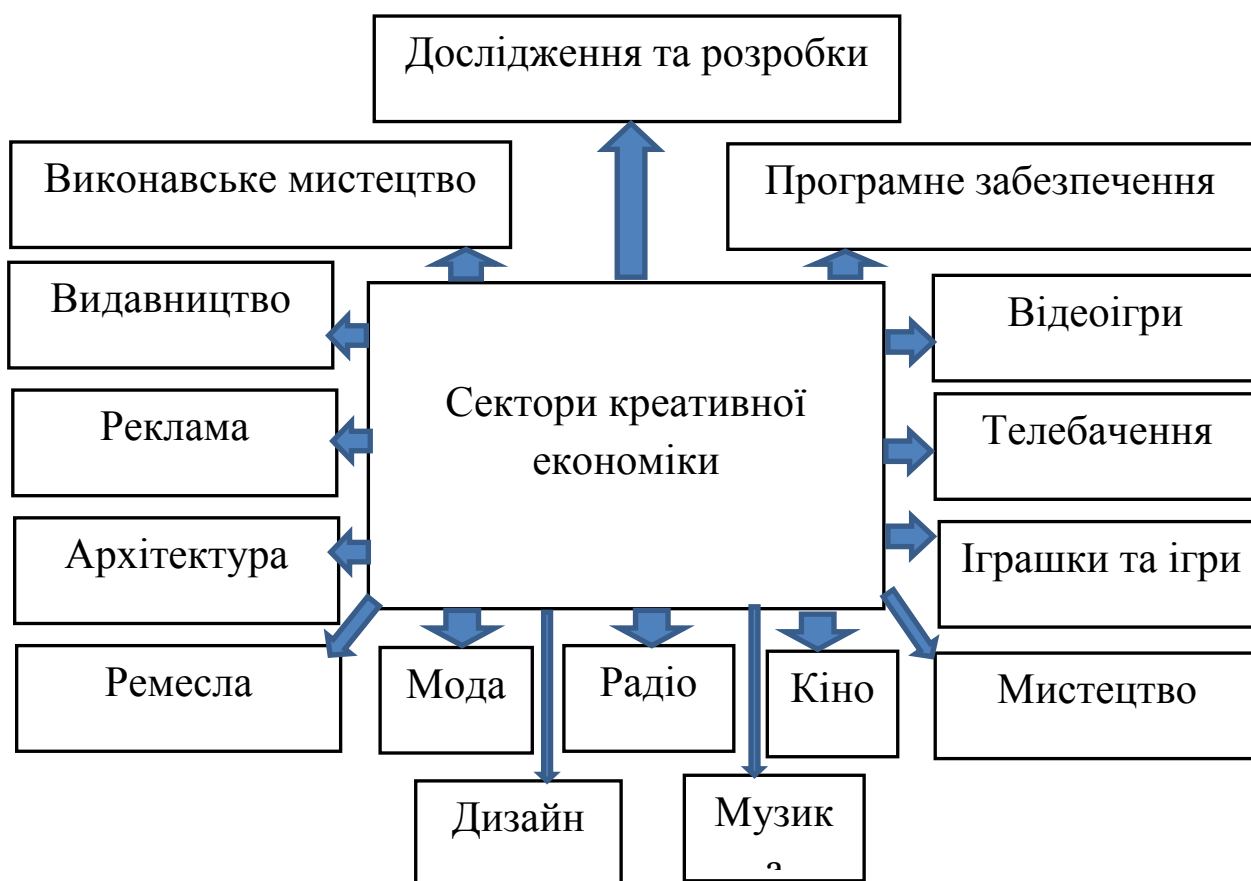 Дослідження та розробки
Виконавське мистецтво
Програмне забезпечення
Видавництво
Відеоігри
Сектори креативної
економіки
Реклама
Телебачення
Архітектура
Іграшки та ігри
Ремесла
Мода
Радіо
Кіно
Мистецтво
Дизайн
Музик
а